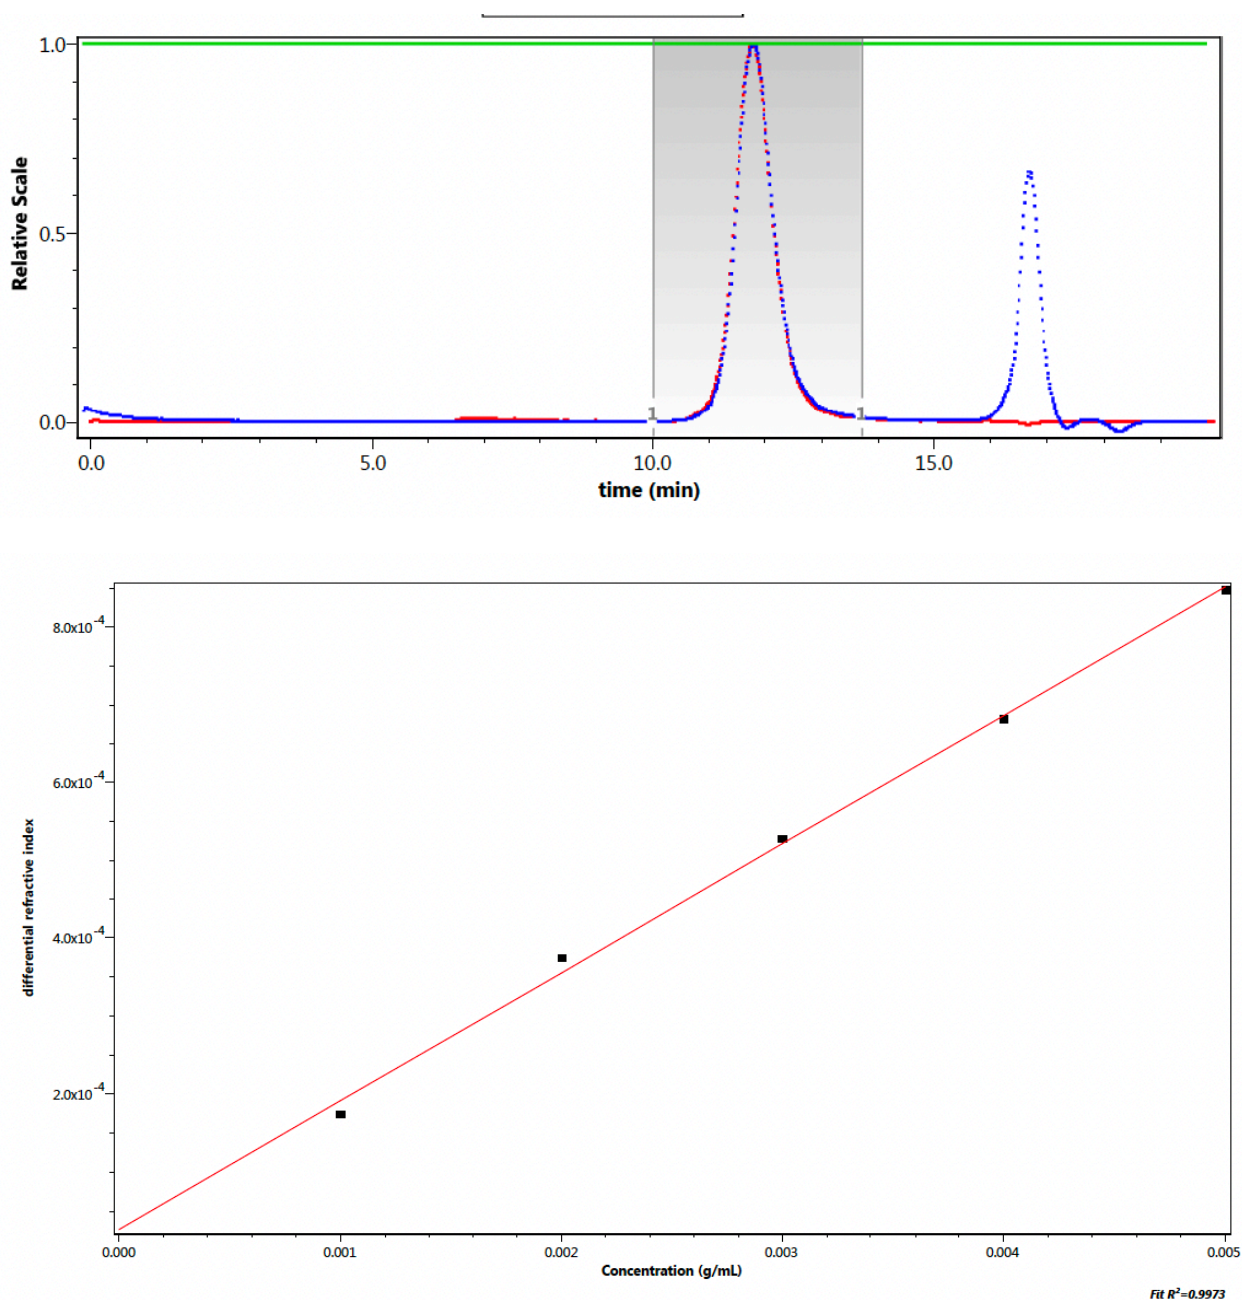 1.0
Relative Scale
0.5
0.0
1 1
0.0 5.0 10.0 15.0
time (min)
8.0x10⁻⁴
6.0x10⁻⁴
differential refractive index
4.0x10⁻⁴
2.0x10⁻⁴
0.000 0.001 0.002 0.003 0.004 0.005
Concentration (g/mL)
Fit R²=0.9973